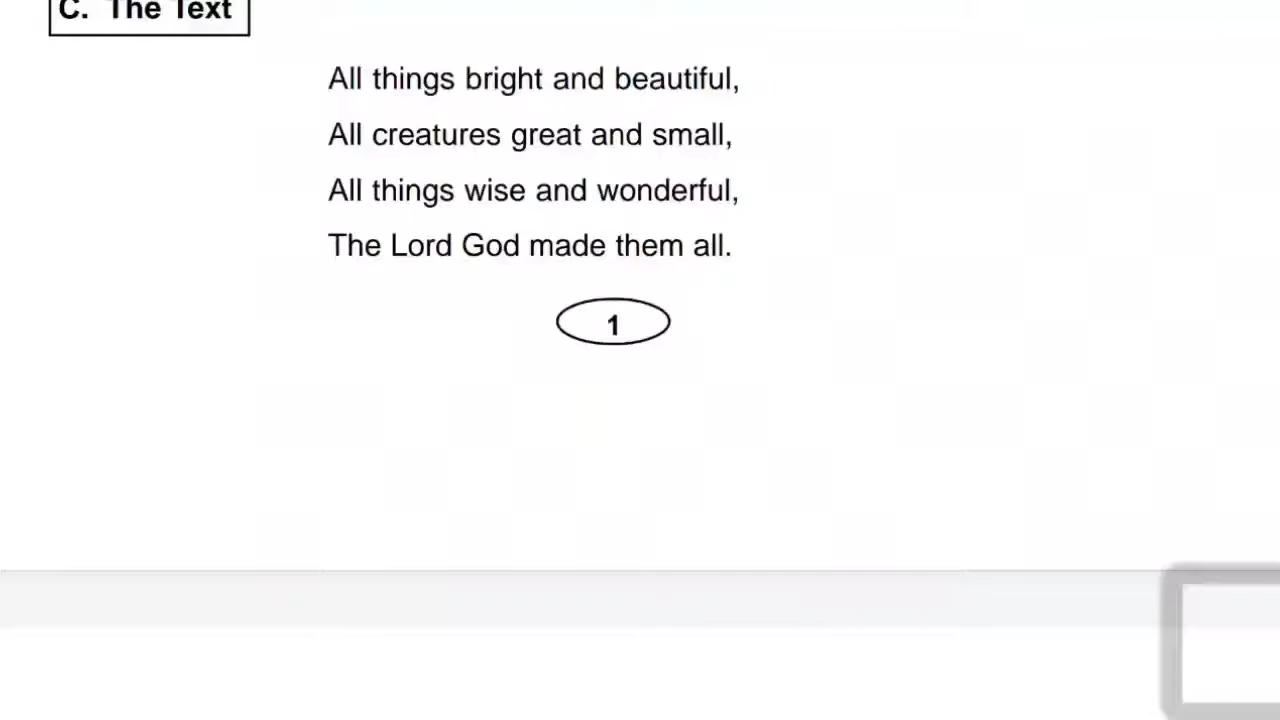 C. The Text
All things bright and beautiful,
All creatures great and small,
All things wise and wonderful,
The Lord God made them all.
1